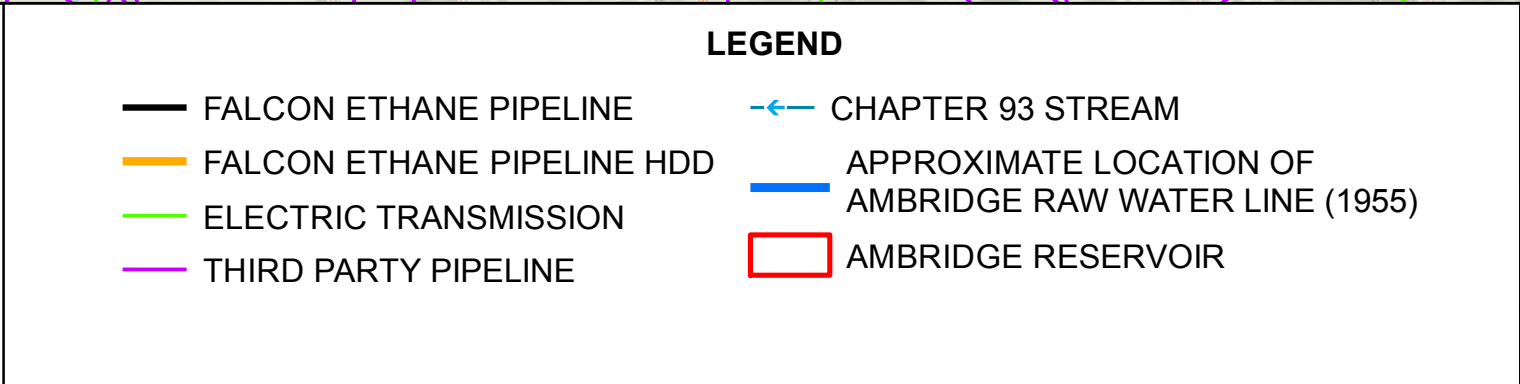 LEGEND
FALCON ETHANE PIPELINE
FALCON ETHANE PIPELINE HDD
ELECTRIC TRANSMISSION
THIRD PARTY PIPELINE
CHAPTER 93 STREAM
APPROXIMATE LOCATION OF
AMBRIDGE RAW WATER LINE (1955)
AMBRIDGE RESERVOIR